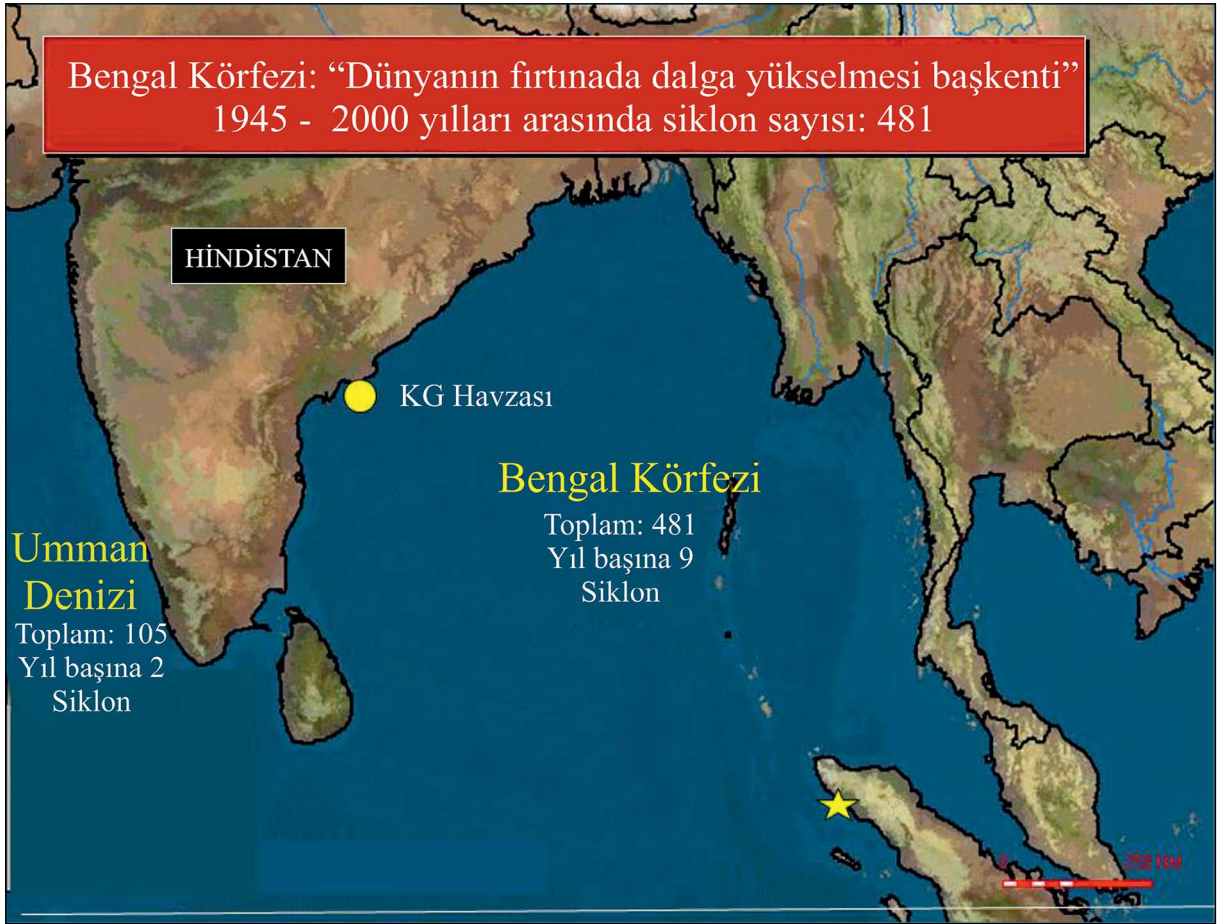 Bengal Körfezi: “Dünyanın fırtınada dalga yükselmesi başkenti”
1945 - 2000 yılları arasında siklon sayısı: 481
HİNDİSTAN
KG Havzası
Bengal Körfezi
Toplam: 481
Yıl başına 9
Siklon
Umman
Denizi
Toplam: 105
Yıl başına 2
Siklon
0 250 NM